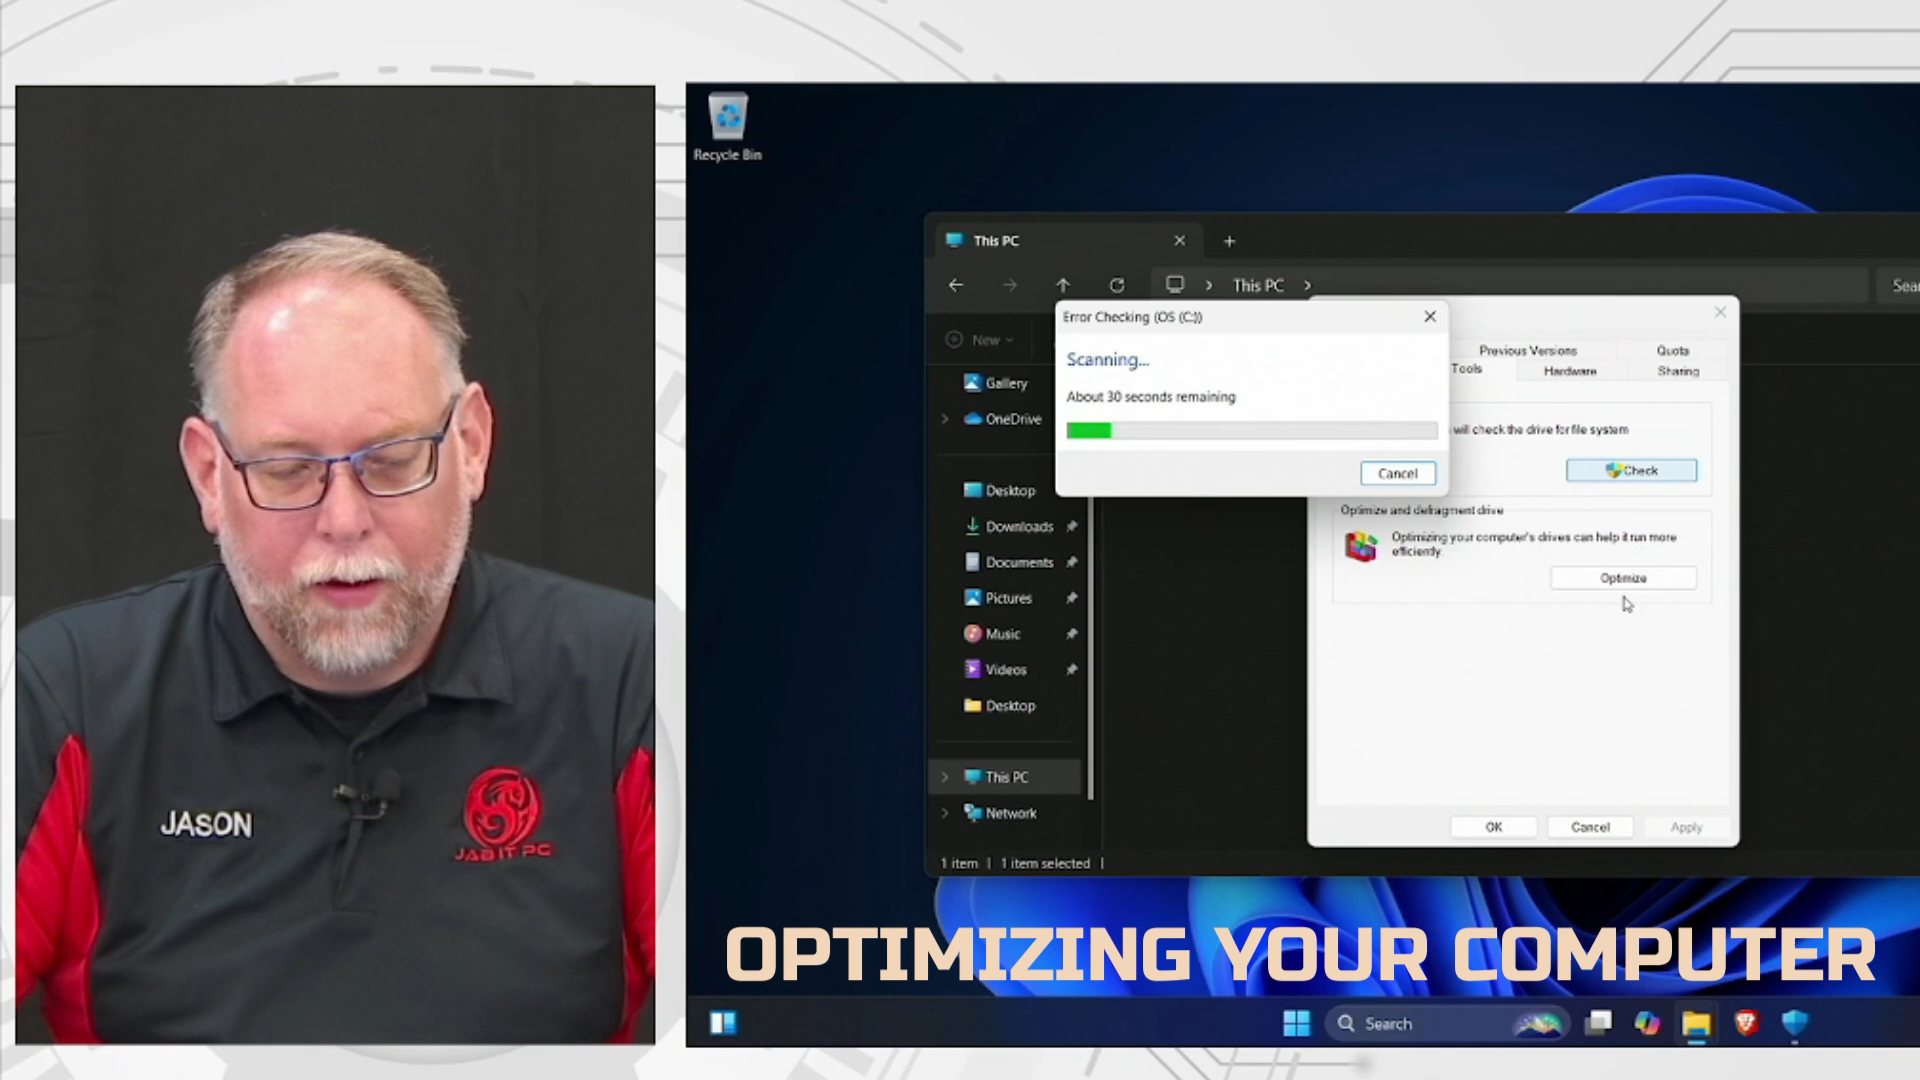 JASON
JAB IT PC
Recycle Bin
This PC
This PC
Sear
New
Gallery
OneDrive
Desktop
Downloads
Documents
Pictures
Music
Videos
Desktop
This PC
Network
1 item
1 item selected
Error Checking (OS (C:))
Scanning...
About 30 seconds remaining
Cancel
Previous Versions
Quota
Tools
Hardware
Sharing
will check the drive for file system
Check
Optimize and defragment drive
Optimizing your computer's drives can help it run more
efficiently.
Optimize
OK
Cancel
Apply
OPTIMIZING YOUR COMPUTER
Search